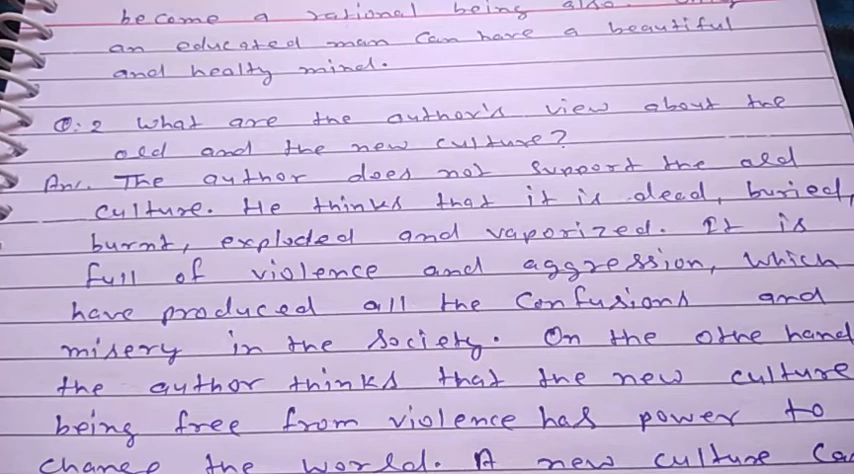 become a rational being also.
an educated man can have a beautiful
and healty mind.
Q:2 What are the author's view about the
old and the new culture?
Ans. The author does not support the old
culture. He thinks that it is dead, buried,
burnt, exploded and vaporized. It is
full of violence and aggression, which
have produced all the confusions and
misery in the society. On the othe hand
the author thinks that the new culture
being free from violence has power to
change the world. A new culture can